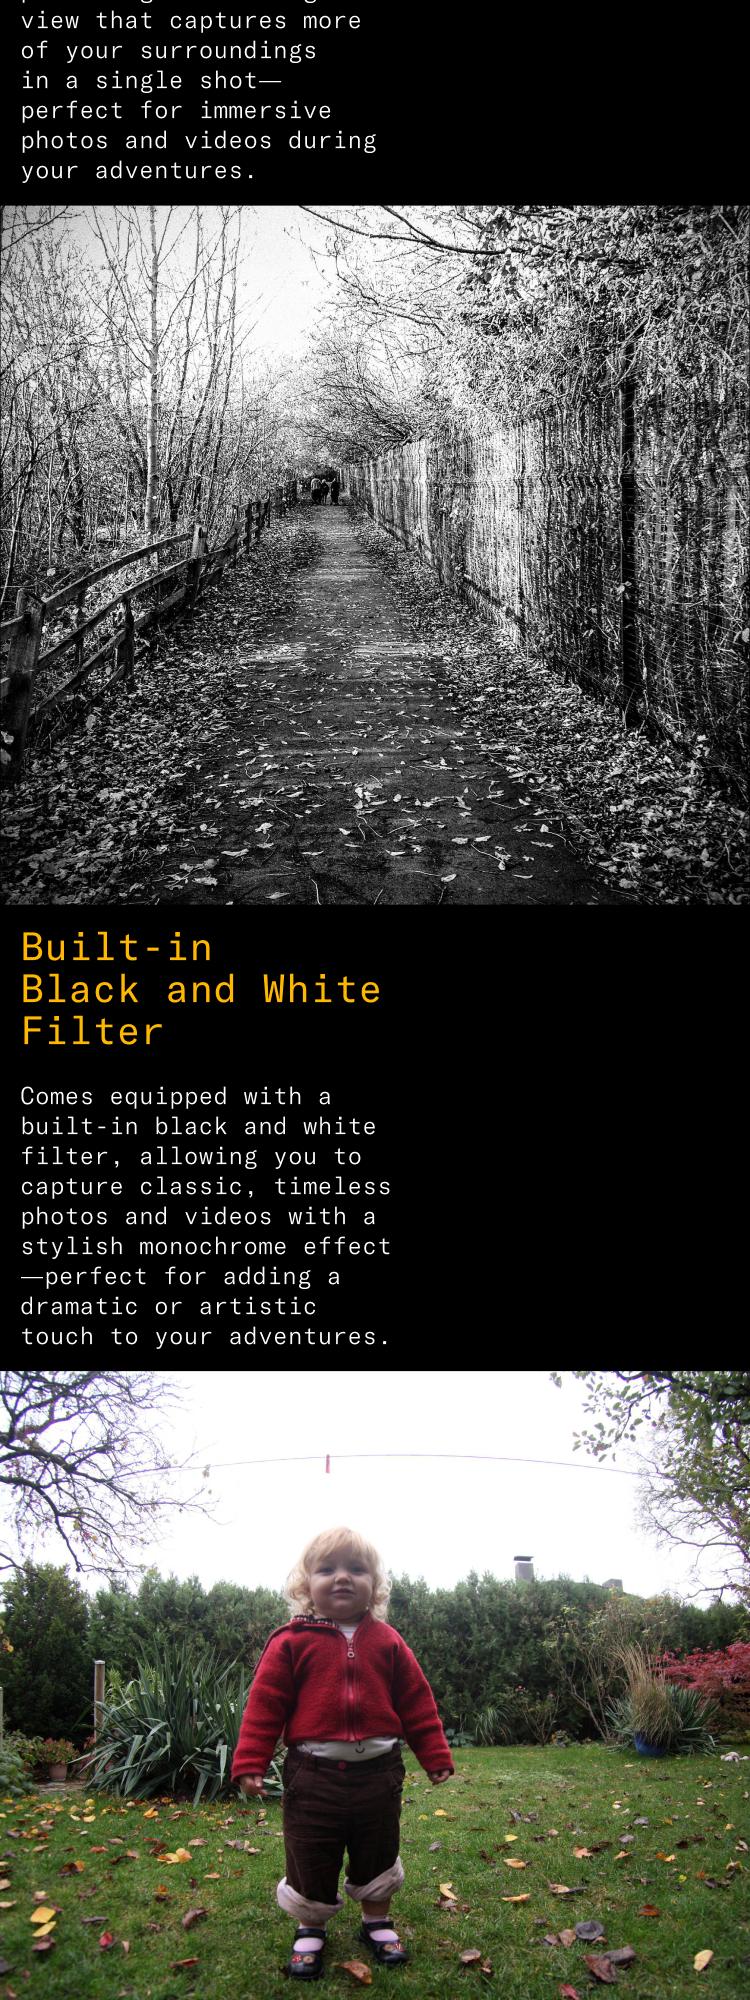 view that captures more
of your surroundings
in a single shot—
perfect for immersive
photos and videos during
your adventures.
Built-in
Black and White
Filter
Comes equipped with a
built-in black and white
filter, allowing you to
capture classic, timeless
photos and videos with a
stylish monochrome effect
—perfect for adding a
dramatic or artistic
touch to your adventures.